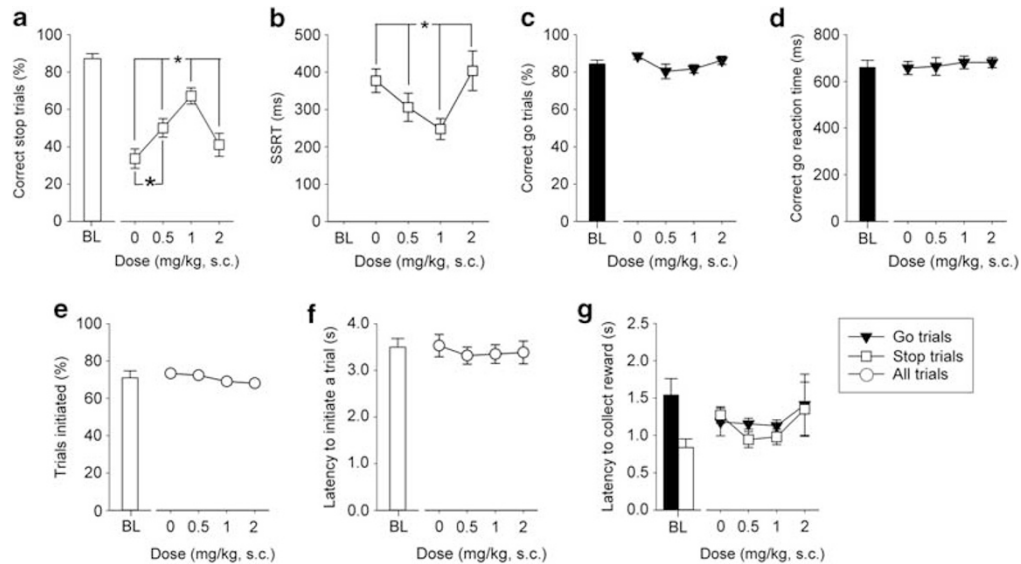 a
Correct stop trials (%)
100
80
60
40
20
0
*
*
BL
0 0.5 1 2
Dose (mg/kg, s.c.)
b
SSRT
(ms)
500
400
300
200
100
0
*
BL
0 0.5 1 2
Dose (mg/kg, s.c.)
c
Correct go trials (%)
100
80
60
40
20
0
BL
0 0.5 1 2
Dose (mg/kg, s.c.)
d
Correct go reaction time (ms)
800
600
400
200
0
BL
0 0.5 1 2
Dose (mg/kg, s.c.)
e
Trials initiated (%)
100
80
60
40
20
0
BL
0 0.5 1 2
Dose (mg/kg, s.c.)
f
Latency to initiate a trial (s)
4.0
3.0
2.0
1.0
0.0
BL
0 0.5 1 2
Dose (mg/kg, s.c.)
g
Latency to collect reward (s)
2.5
2.0
1.5
1.0
0.5
0.0
BL
0 0.5 1 2
Dose (mg/kg, s.c.)
Go trials
Stop trials
All trials